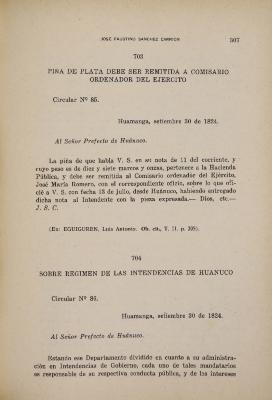 JOSE FAUSTINO SANCHEZ CARRION 507
703
PIÑA DE PLATA DEBE SER REMITIDA A COMISARIO
ORDENADOR DEL EJERCITO
Circular Nº 85.
Huamanga, setiembre 30 de 1824.
Al Señor Prefecto de Huánuco.
La piña de que habla V. S. en su nota de 11 del corriente, y
cuyo peso es de diez y siete marcos y onzas, pertenece a la Hacienda
Pública, y debe ser remitida al Comisario ordenador del Ejército,
José María Romero, con el correspondiente oficio, sobre lo que ofi-
cié a V. S. con fecha 13 de julio, desde Huánuco, habiendo entregado
dicha nota al Intendente con la pieza expresada.— Dios, etc.—
J. S. C.
(En: EGUIGUREN, Luis Antonio. Ob. cit., T. II. p. 305).
704
SOBRE REGIMEN DE LAS INTENDENCIAS DE HUANUCO
Circular Nº 86.
Huamanga, setiembre 30 de 1824.
Al Señor Prefecto de Huánuco.
Estando ese Departamento dividido en cuanto a su administra-
ción en Intendencias de Gobierno, cada uno de tales mandatarios
es responsable de su respectiva conducta pública, y de los intereses